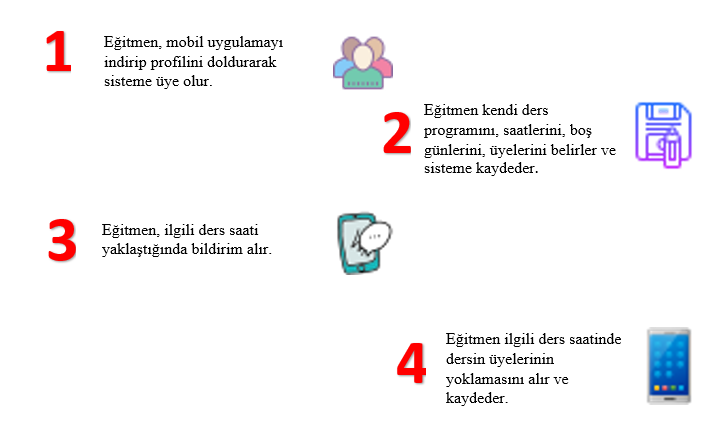 1
Eğitmen, mobil uygulamayı
indirip profilini doldurarak
sisteme üye olur.
2
Eğitmen kendi ders
programını, saatlerini, boş
günlerini, üyelerini belirler ve
sisteme kaydeder.
3
Eğitmen, ilgili ders saati
yaklaştığında bildirim alır.
4
Eğitmen ilgili ders saatinde
dersin üyelerinin
yoklamasını alır ve
kaydeder.